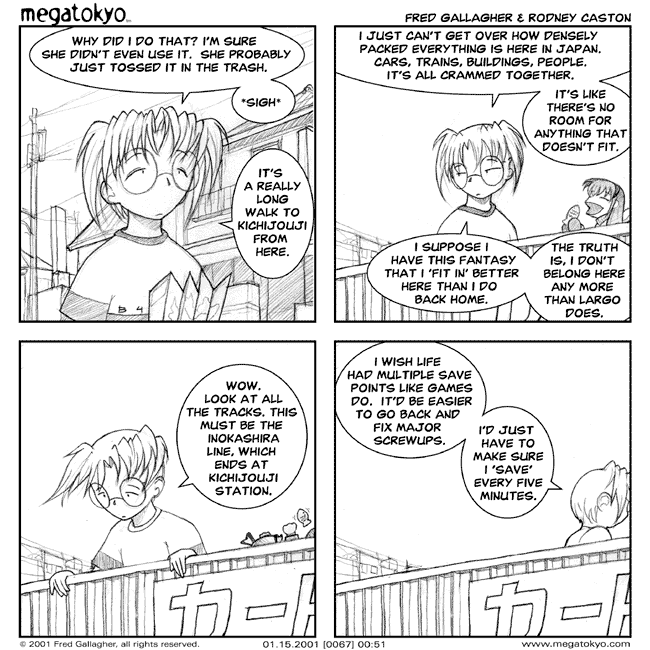 megatokyo™
FRED GALLAGHER & RODNEY CASTON
WHY DID I DO THAT? I'M SURE
SHE DIDN'T EVEN USE IT. SHE PROBABLY
JUST TOSSED IT IN THE TRASH.
*SIGH*
IT'S
A REALLY
LONG
WALK TO
KICHIJOUJI
FROM
HERE.
B 4
I JUST CAN'T GET OVER HOW DENSELY
PACKED EVERYTHING IS HERE IN JAPAN.
CARS, TRAINS, BUILDINGS, PEOPLE.
IT'S ALL CRAMMED TOGETHER.
IT'S LIKE
THERE'S NO
ROOM FOR
ANYTHING THAT
DOESN'T FIT.
I SUPPOSE I
HAVE THIS FANTASY
THAT I 'FIT IN' BETTER
HERE THAN I DO
BACK HOME.
THE TRUTH
IS, I DON'T
BELONG HERE
ANY MORE
THAN LARGO
DOES.
WOW.
LOOK AT ALL
THE TRACKS. THIS
MUST BE THE
INOKASHIRA
LINE, WHICH
ENDS AT
KICHIJOUJI
STATION.
カー
I WISH LIFE
HAD MULTIPLE SAVE
POINTS LIKE GAMES
DO. IT'D BE EASIER
TO GO BACK AND
FIX MAJOR
SCREWUPS.
I'D JUST
HAVE TO
MAKE SURE
I 'SAVE'
EVERY FIVE
MINUTES.
カード
© 2001 Fred Gallagher, all rights reserved.
01.15.2001 [0067] 00:51
www.megatokyo.com